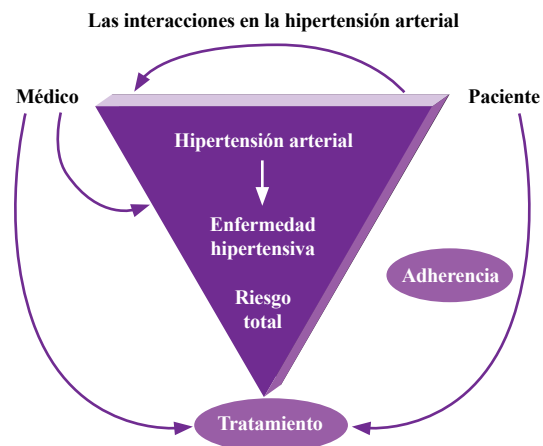 Las interacciones en la hipertensión arterial
Médico
Paciente
Hipertensión arterial
Enfermedad
hipertensiva
Adherencia
Riesgo
total
Tratamiento